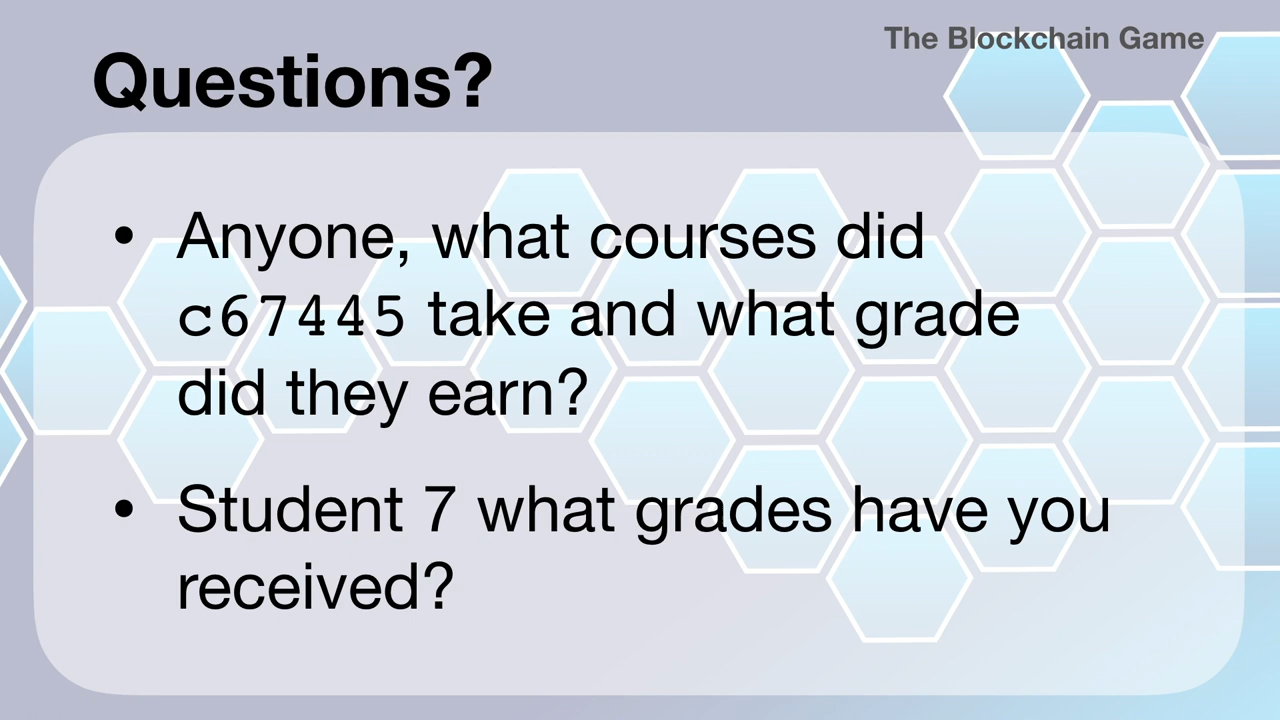 The Blockchain Game
Questions?
• Anyone, what courses did
c67445 take and what grade
did they earn?
• Student 7 what grades have you
received?